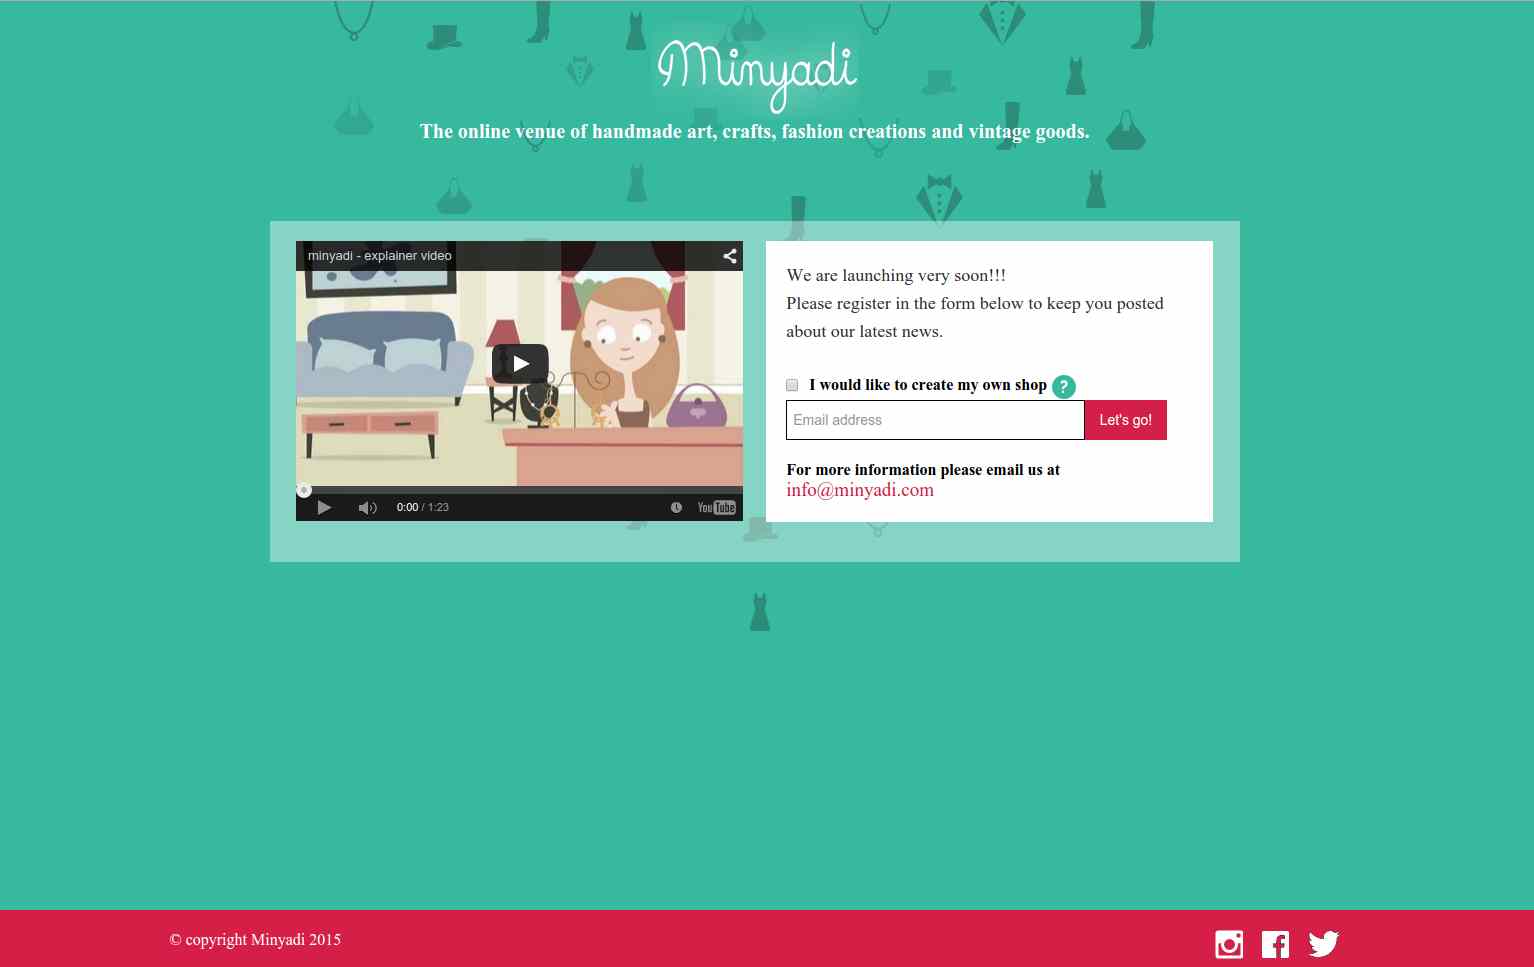 Minyadi
The online venue of handmade art, crafts, fashion creations and vintage goods.
minyadi - explainer video
0:00 / 1:23
YouTube
We are launching very soon!!!
Please register in the form below to keep you posted
about our latest news.
I would like to create my own shop ?
Email address
Let's go!
For more information please email us at
info@minyadi.com
© copyright Minyadi 2015